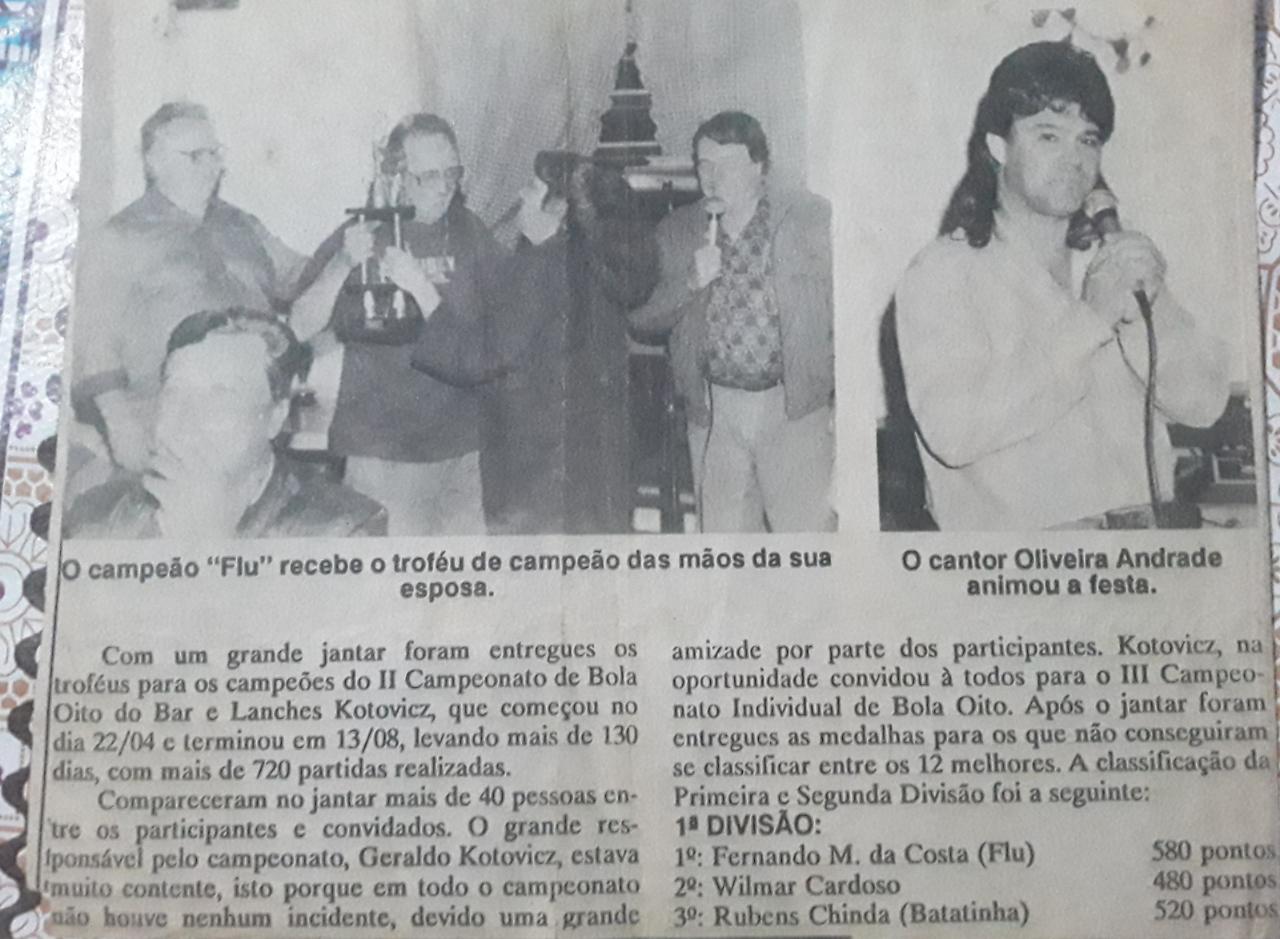 O campeão “Flu” recebe o troféu de campeão das mãos da sua
esposa.
O cantor Oliveira Andrade
animou a festa.
Com um grande jantar foram entregues os
troféus para os campeões do II Campeonato de Bola
Oito do Bar e Lanches Kotovicz, que começou no
dia 22/04 e terminou em 13/08, levando mais de 130
dias, com mais de 720 partidas realizadas.
Compareceram no jantar mais de 40 pessoas en-
tre os participantes e convidados. O grande res-
ponsável pelo campeonato, Geraldo Kotovicz, estava
muito contente, isto porque em todo o campeonato
não houve nenhum incidente, devido uma grande
amizade por parte dos participantes. Kotovicz, na
oportunidade convidou à todos para o III Campeo-
nato Individual de Bola Oito. Após o jantar foram
entregues as medalhas para os que não conseguiram
se classificar entre os 12 melhores. A classificação da
Primeira e Segunda Divisão foi a seguinte:
1ª DIVISÃO:
1º: Fernando M. da Costa (Flu) 580 pontos
2º: Wilmar Cardoso 480 pontos
3º: Rubens Chinda (Batatinha) 520 pontos